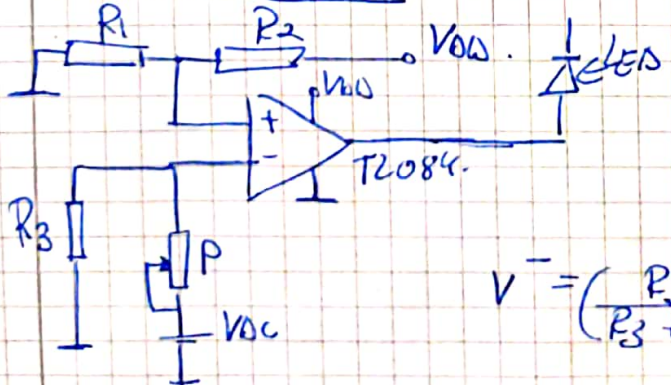 R1
R2
VDD.
LED
VDD
+
-
TL084.
R3
P
VDC
V⁻ = (R
R3 +